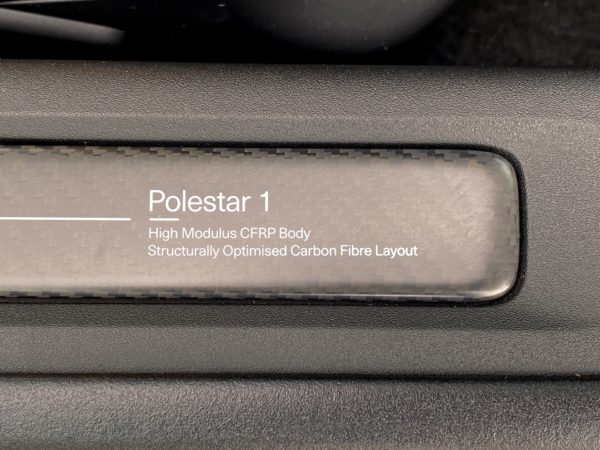 Polestar 1
High Modulus CFRP Body
Structurally Optimised Carbon Fibre Layout